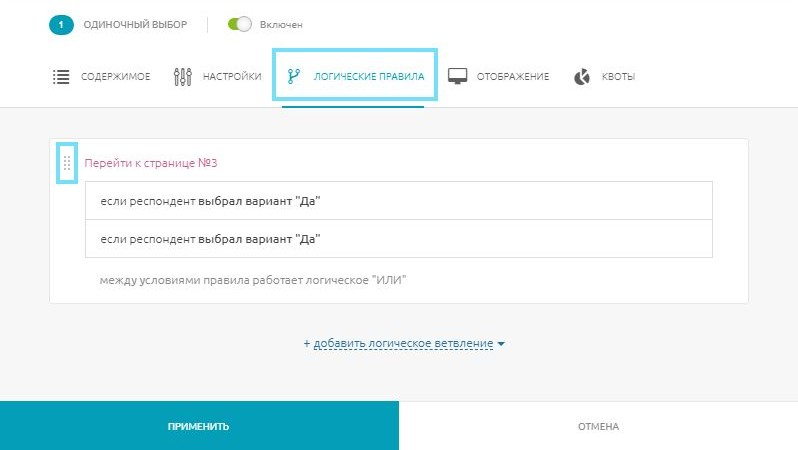 1 ОДИНОЧНЫЙ ВЫБОР Включен
СОДЕРЖИМОЕ НАСТРОЙКИ ЛОГИЧЕСКИЕ ПРАВИЛА ОТОБРАЖЕНИЕ КВОТЫ
Перейти к странице №3
если респондент выбрал вариант "Да"
если респондент выбрал вариант "Да"
между условиями правила работает логическое "ИЛИ"
+ добавить логическое ветвление
ПРИМЕНИТЬ ОТМЕНА